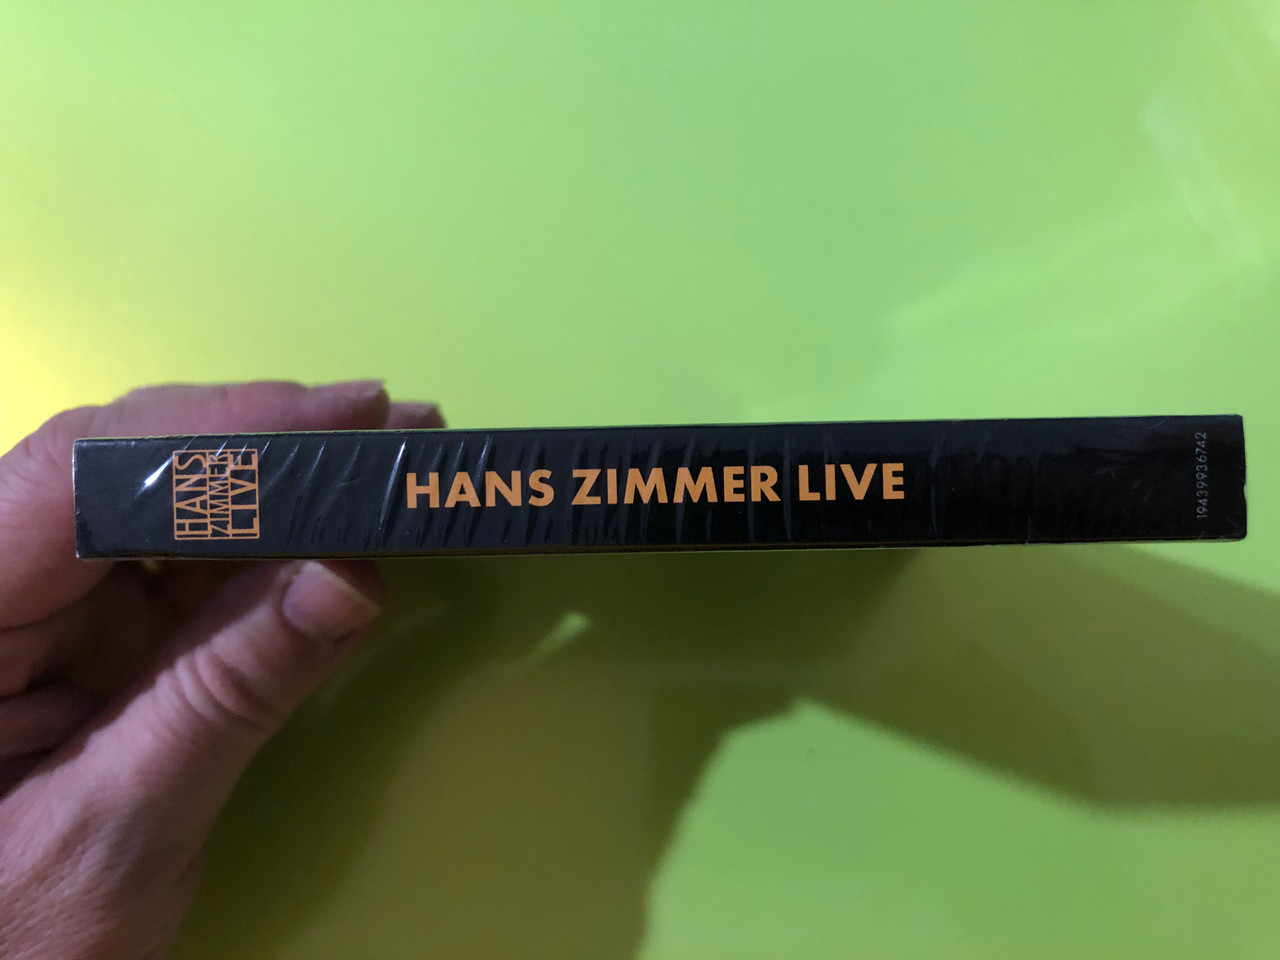 HANS
ZIMMER
LIVE
HANS ZIMMER LIVE
19439936742